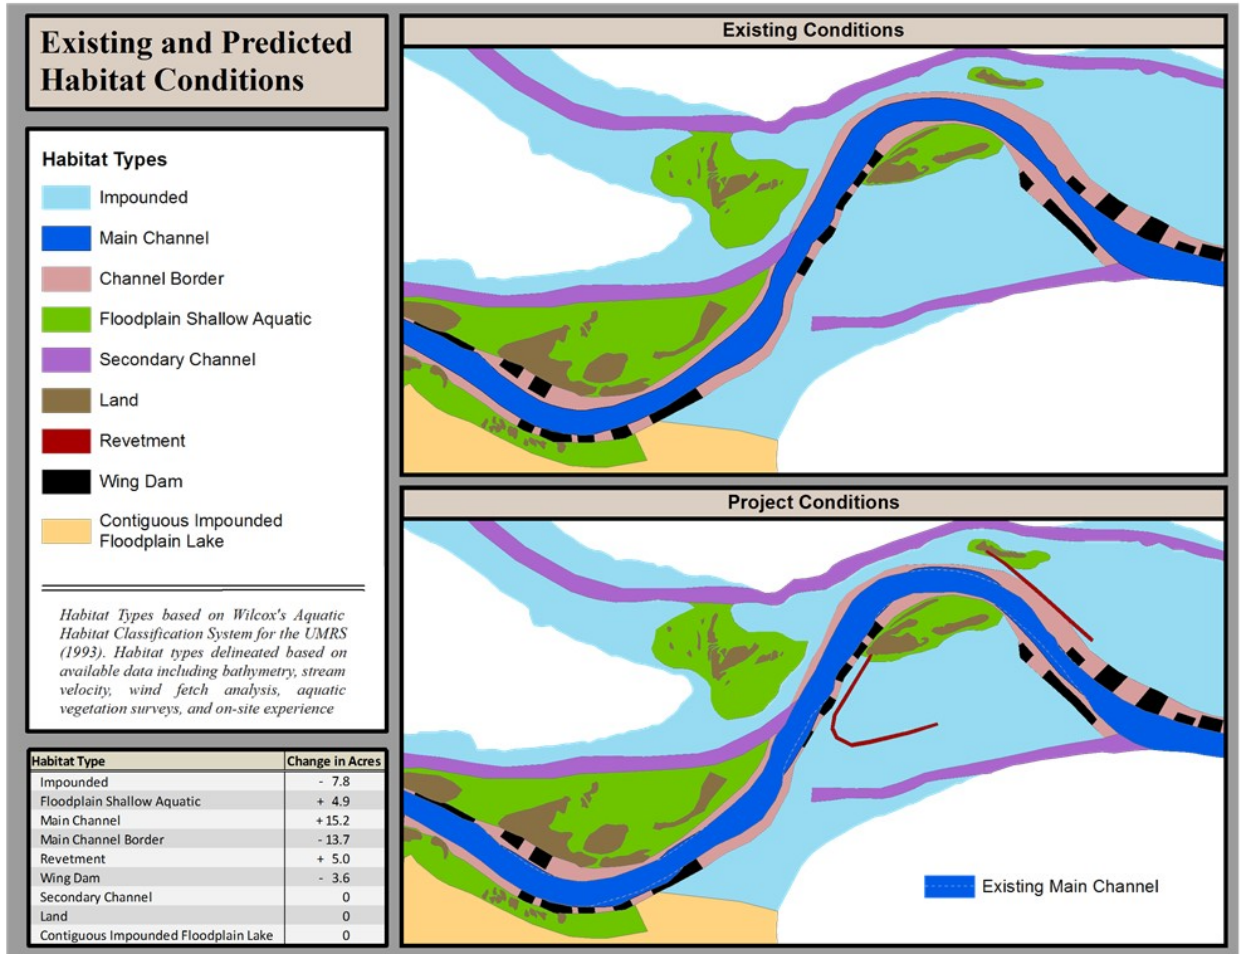 Existing and Predicted
Habitat Conditions
Habitat Types
Impounded
Main Channel
Channel Border
Floodplain Shallow Aquatic
Secondary Channel
Land
Revetment
Wing Dam
Contiguous Impounded
Floodplain Lake
Habitat Types based on Wilcox's Aquatic
Habitat Classification System for the UMRS
(1993). Habitat types delineated based on
available data including bathymetry, stream
velocity, wind fetch analysis, aquatic
vegetation surveys, and on-site experience
Habitat Type Change in Acres
Impounded - 7.8
Floodplain Shallow Aquatic + 4.9
Main Channel +15.2
Main Channel Border -13.7
Revetment + 5.0
Wing Dam - 3.6
Secondary Channel 0
Land 0
Contiguous Impounded Floodplain Lake 0
Existing Conditions
Project Conditions
Existing Main Channel